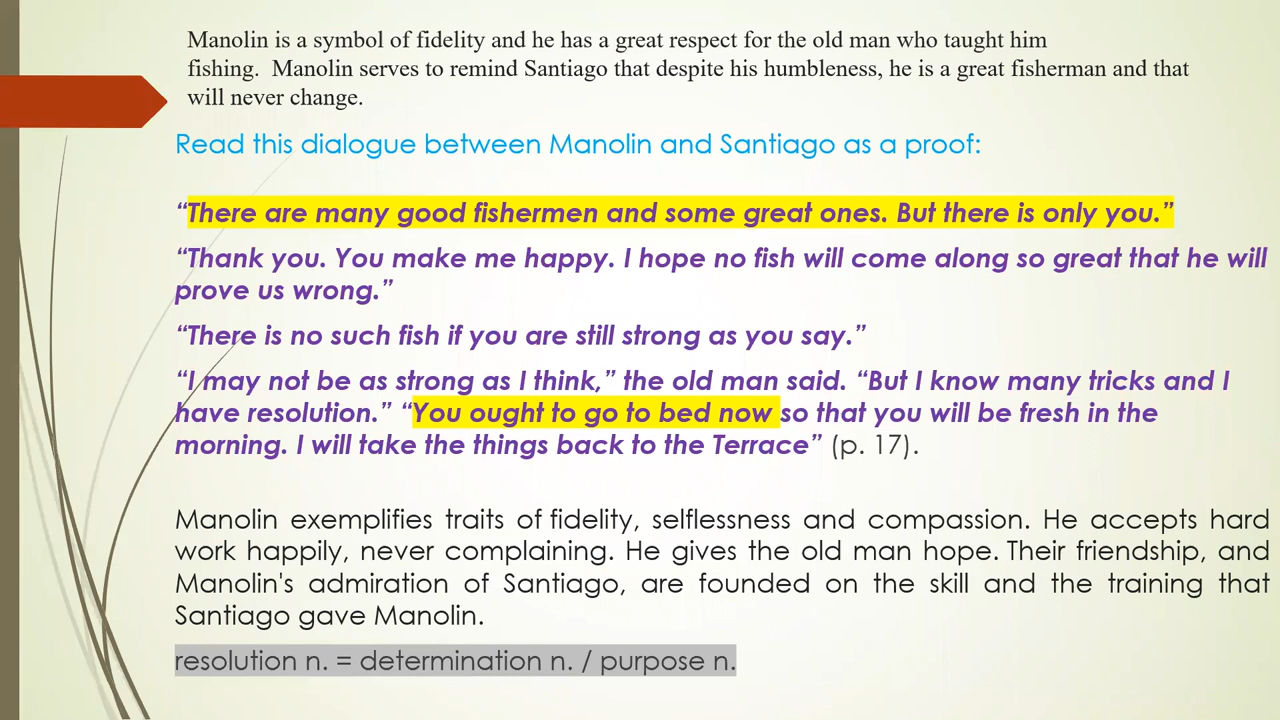 Manolin is a symbol of fidelity and he has a great respect for the old man who taught him
fishing.  Manolin serves to remind Santiago that despite his humbleness, he is a great fisherman and that
will never change.
Read this dialogue between Manolin and Santiago as a proof:
“There are many good fishermen and some great ones. But there is only you.”
“Thank you. You make me happy. I hope no fish will come along so great that he will
prove us wrong.”
“There is no such fish if you are still strong as you say.”
“I may not be as strong as I think,” the old man said. “But I know many tricks and I
have resolution.” “You ought to go to bed now so that you will be fresh in the
morning. I will take the things back to the Terrace” (p. 17).
Manolin exemplifies traits of fidelity, selflessness and compassion. He accepts hard
work happily, never complaining. He gives the old man hope. Their friendship, and
Manolin's admiration of Santiago, are founded on the skill and the training that
Santiago gave Manolin.
resolution n. = determination n. / purpose n.